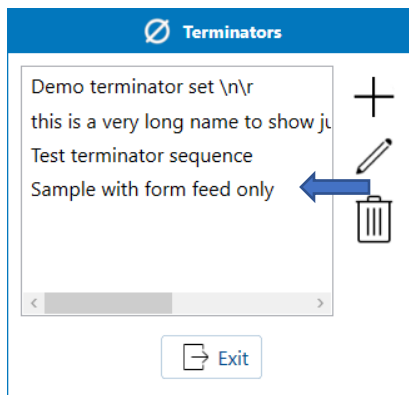 Terminators
Demo terminator set \n\r
this is a very long name to show
Test terminator sequence
Sample with form feed only
Exit